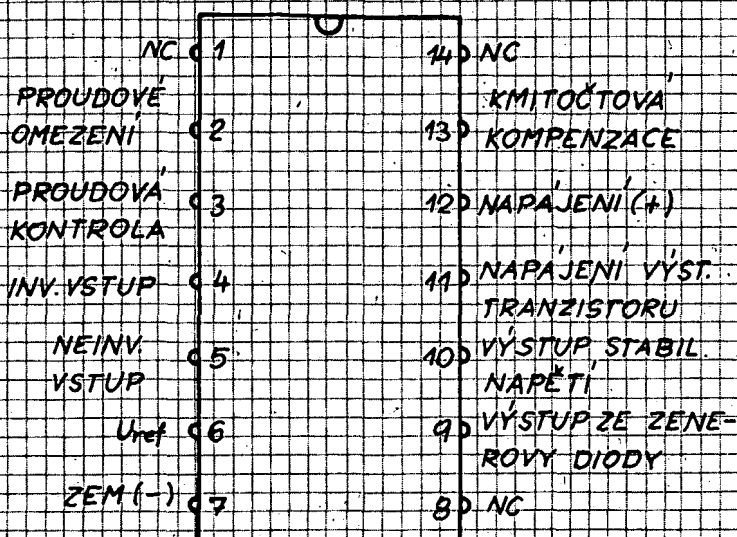 NC 1
PROUDOVÉ
OMEZENÍ 2
PROUDOVÁ
3
KONTROLA
INV. VSTUP 4
NEINV.
5
VSTUP
Uref 6
ZEM (-) 7
14 NC
KMITOČTOVÁ
13 KOMPENZACE
12 NAPÁJENÍ (+)
11 NAPÁJENÍ VÝST.
TRANZISTORU
10 VÝSTUP STABIL.
NAPĚTÍ
9 VÝSTUP ZE ZENE-
ROVY DIODY
8 NC